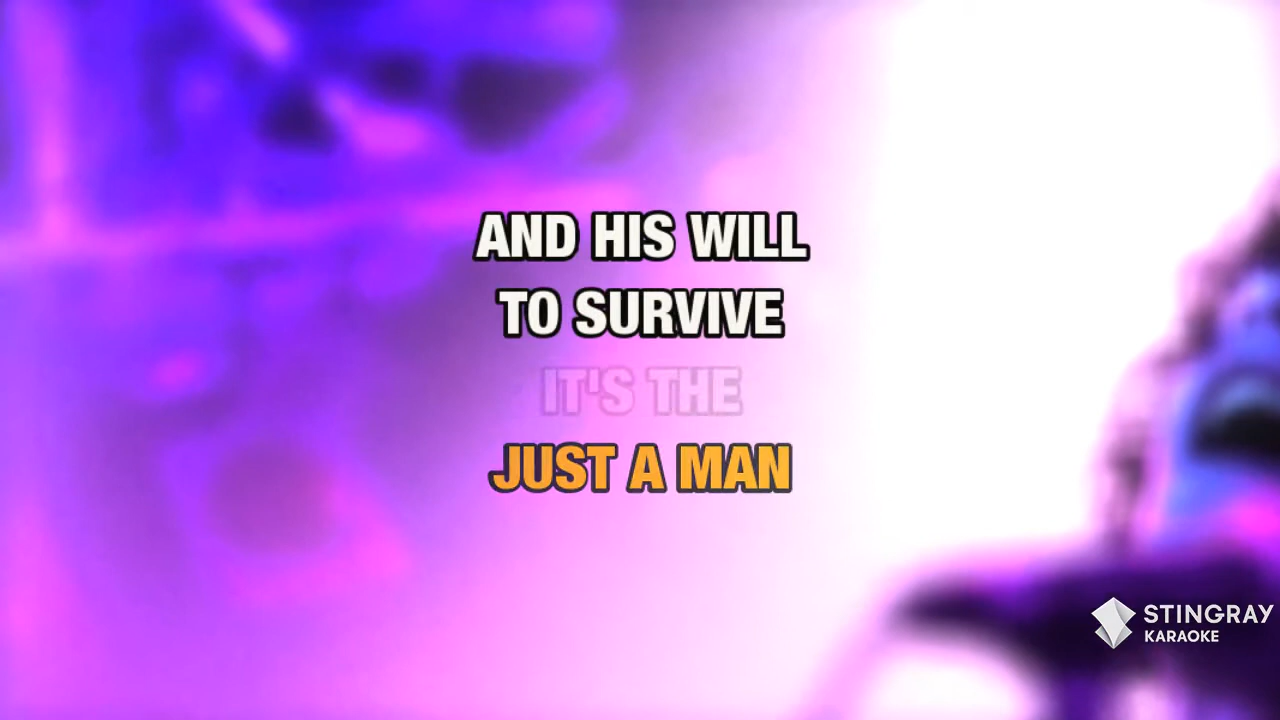 AND HIS WILL
TO SURVIVE
IT'S THE
JUST A MAN
STINGRAY
KARAOKE